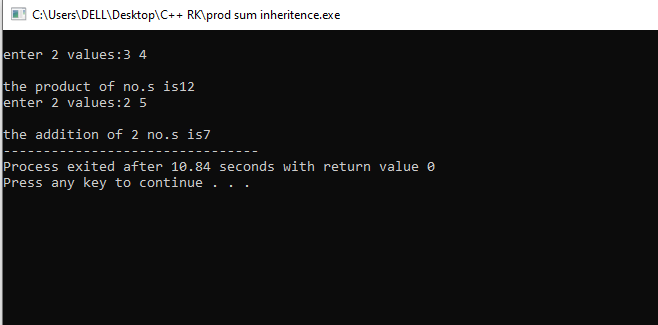 C:\Users\DELL\Desktop\C++ RK\prod sum inheritence.exe
enter 2 values:3 4
the product of no.s is12
enter 2 values:2 5
the addition of 2 no.s is7
--------------------------------
Process exited after 10.84 seconds with return value 0
Press any key to continue . . .